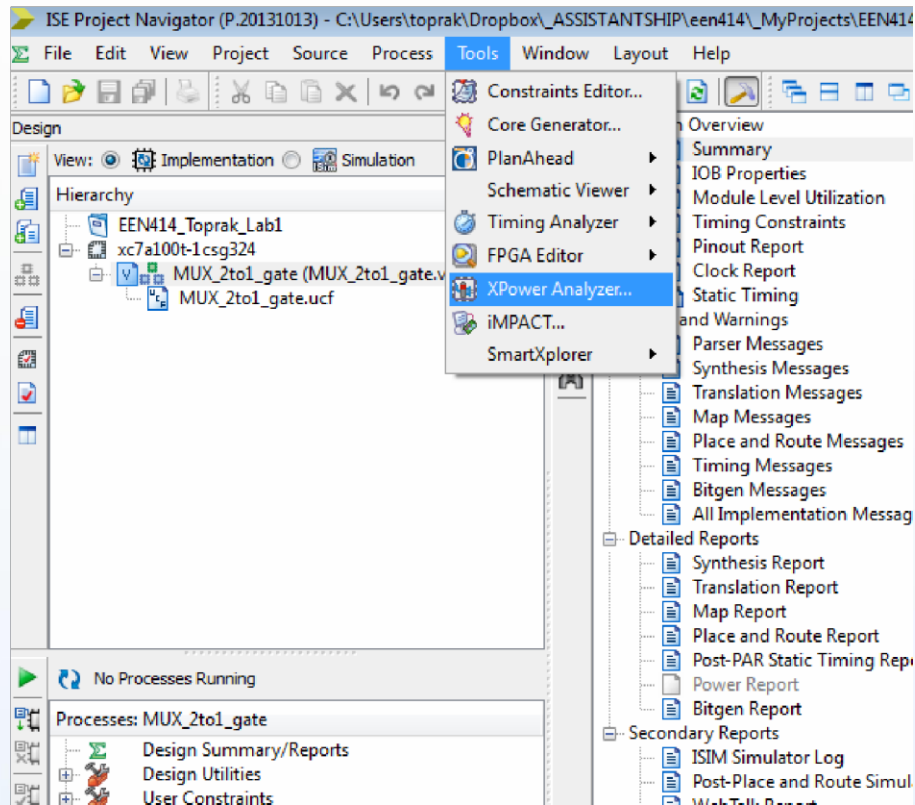 ISE Project Navigator (P.20131013) - C:\Users\toprak\Dropbox\_ASSISTANTSHIP\een414\_MyProjects\EEN414
File Edit View Project Source Process Tools Window Layout Help
Design
View: Implementation Simulation
Hierarchy
EEN414_Toprak_Lab1
xc7a100t-1csg324
MUX_2to1_gate (MUX_2to1_gate.v
MUX_2to1_gate.ucf
Constraints Editor...
Core Generator...
PlanAhead
Schematic Viewer
Timing Analyzer
FPGA Editor
XPower Analyzer...
iMPACT...
SmartXplorer
Overview
Summary
IOB Properties
Module Level Utilization
Timing Constraints
Pinout Report
Clock Report
Static Timing
and Warnings
Parser Messages
Synthesis Messages
Translation Messages
Map Messages
Place and Route Messages
Timing Messages
Bitgen Messages
All Implementation Messag
Detailed Reports
Synthesis Report
Translation Report
Map Report
Place and Route Report
Post-PAR Static Timing Rep
Power Report
Bitgen Report
Secondary Reports
ISIM Simulator Log
Post-Place and Route Simul
WebTalk Report
No Processes Running
Processes: MUX_2to1_gate
Design Summary/Reports
Design Utilities
User Constraints